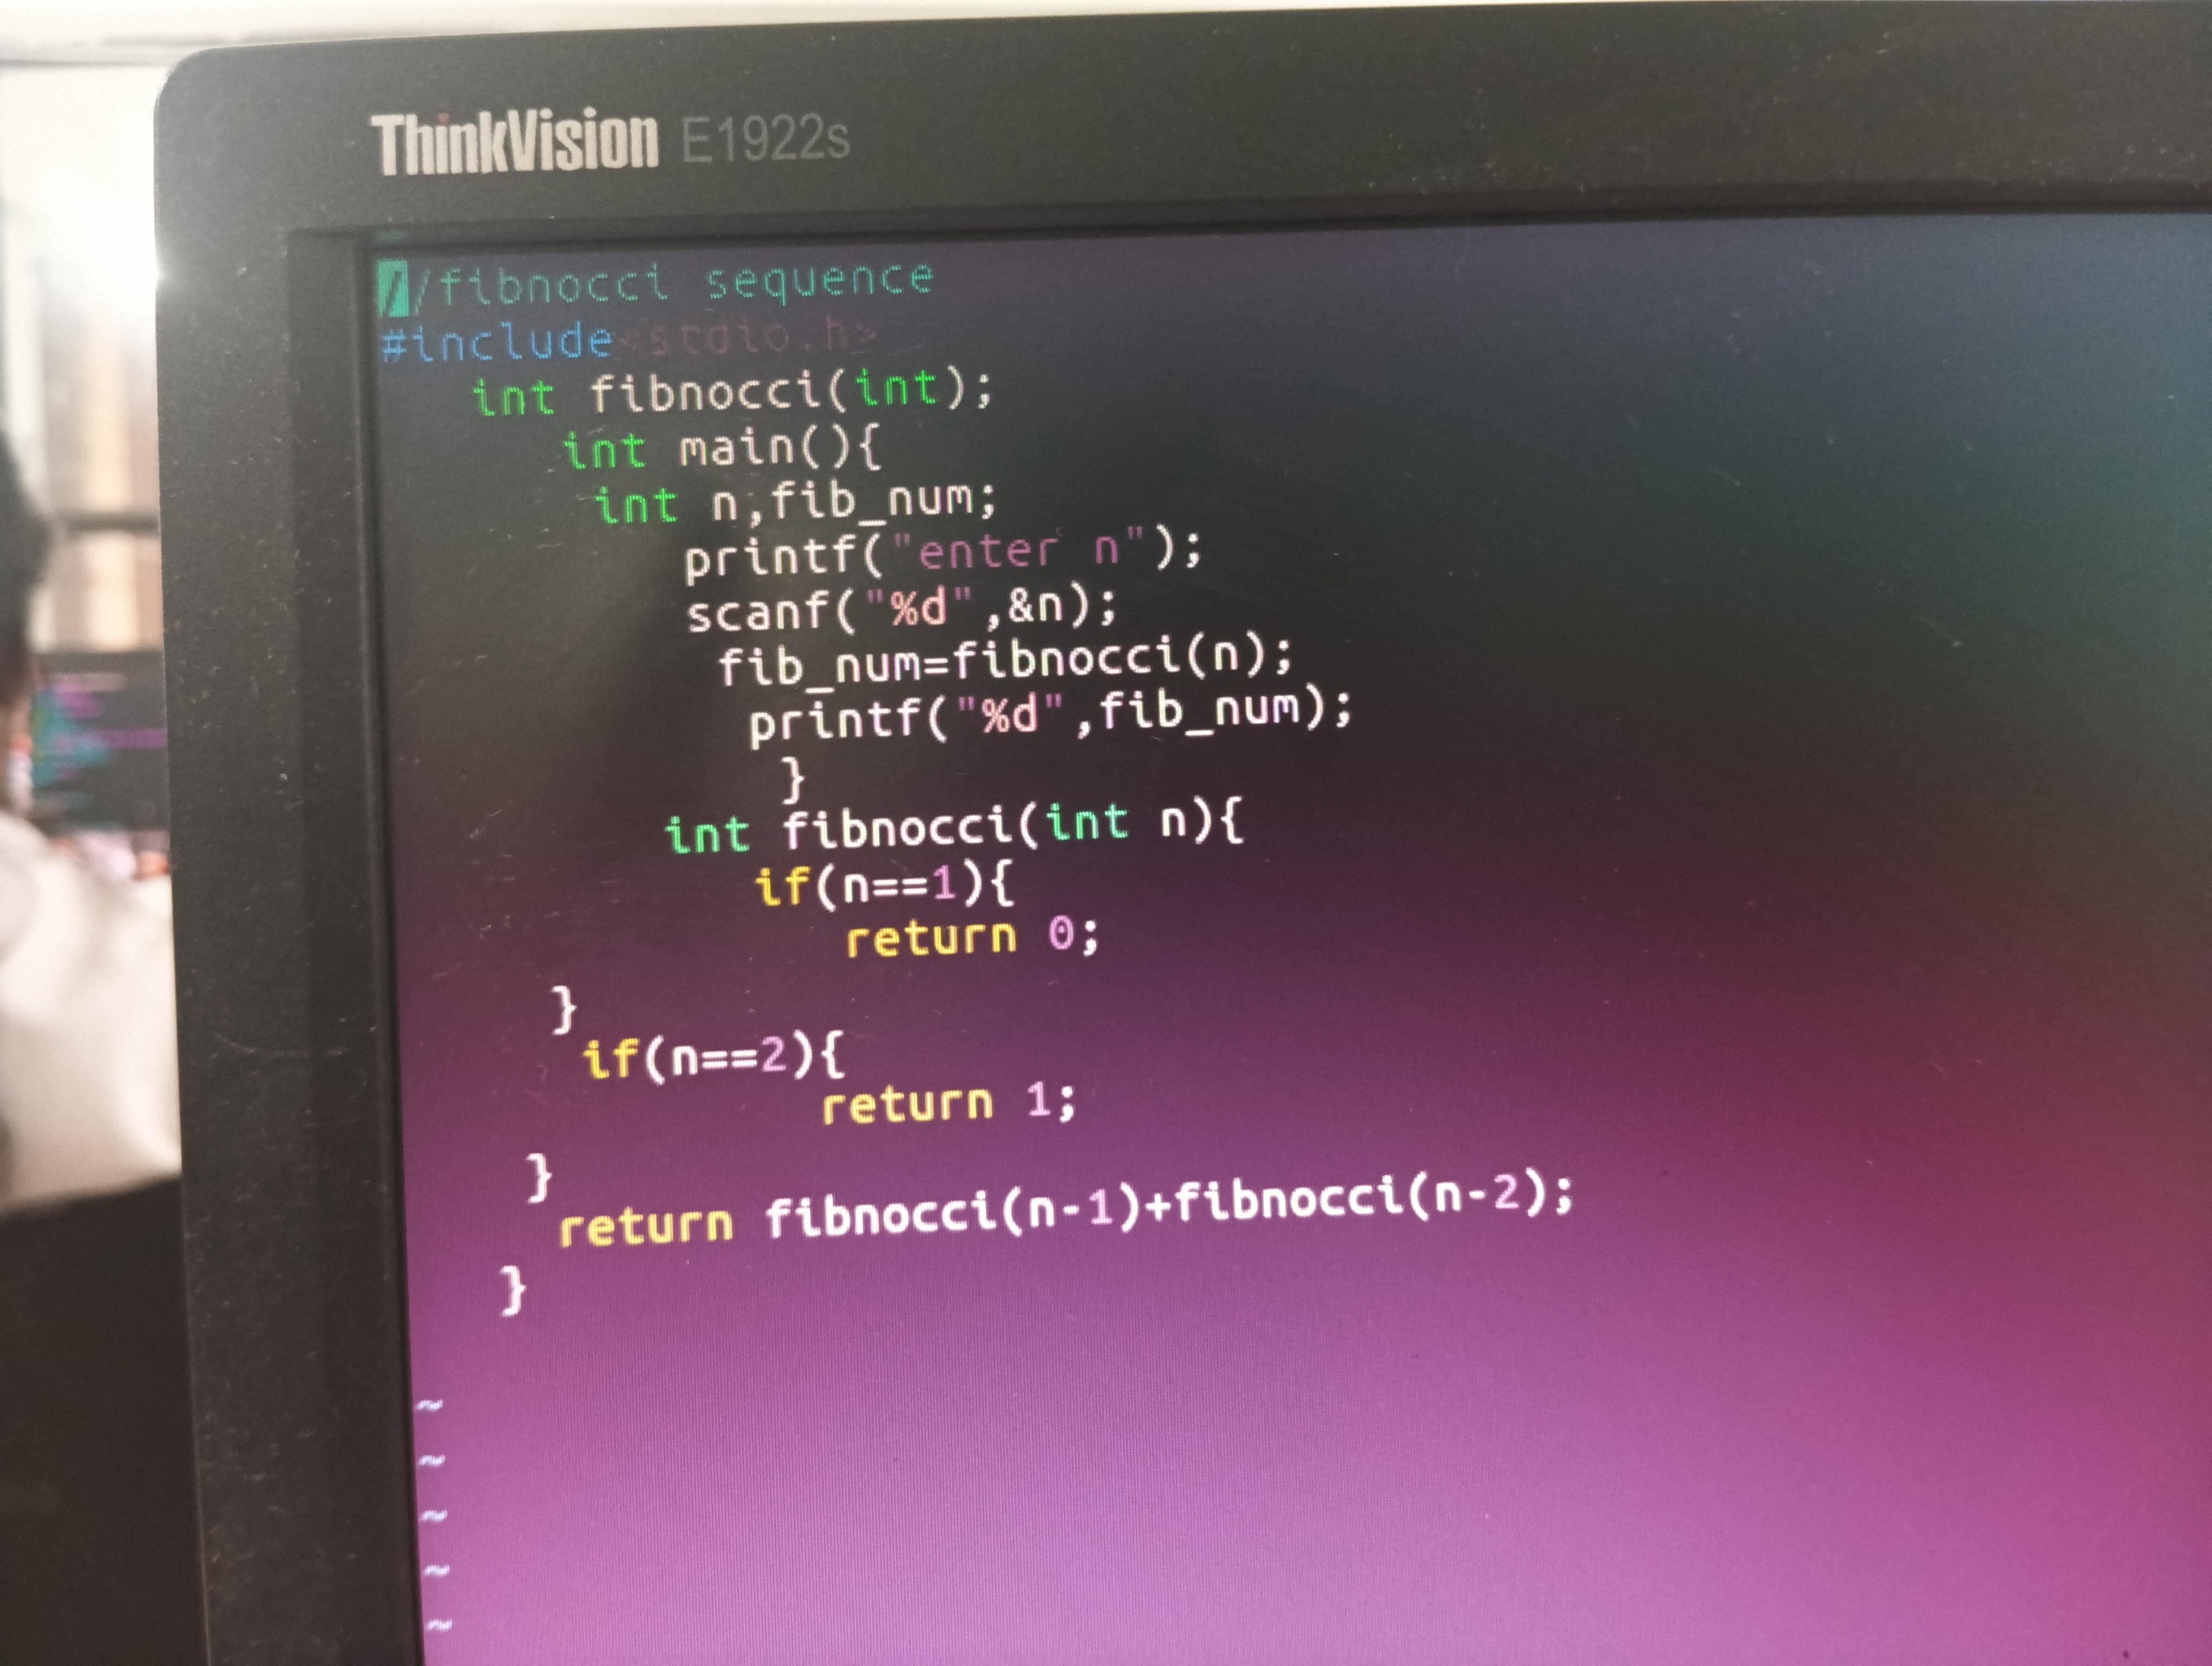 ThinkVision E1922s
//fibnocci sequence
#include<stdio.h>
int fibnocci(int);
int main(){
int n,fib_num;
printf("enter n");
scanf("%d",&n);
fib_num=fibnocci(n);
printf("%d",fib_num);
}
int fibnocci(int n){
if(n==1){
return 0;
}
if(n==2){
return 1;
}
return fibnocci(n-1)+fibnocci(n-2);
}
~
~
~
~
~